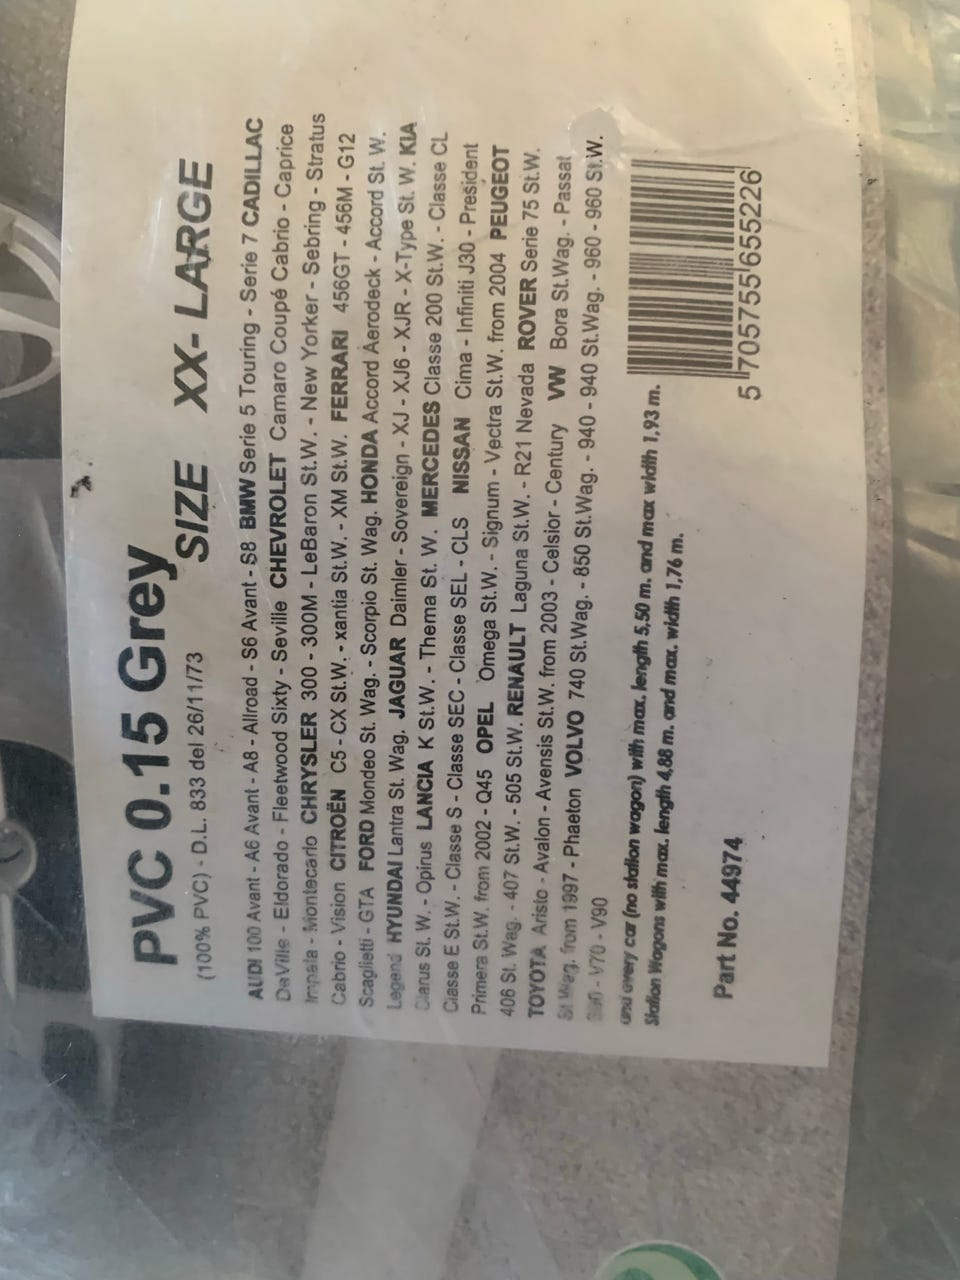 PVC 0.15 Grey
(100% PVC) - D.L. 833 del 26/11/73 SIZE XX- LARGE
AUDI 100 Avant - A6 Avant - A8 - Allroad - S6 Avant - S8 BMW Serie 5 Touring - Serie 7 CADILLAC
DeVille - Eldorado - Fleetwood Sixty - Seville CHEVROLET Camaro Coupé Cabrio - Caprice
Impala - Montecarlo CHRYSLER 300 - 300M - LeBaron St.W. - New Yorker - Sebring - Stratus
Cabrio - Vision CITROËN C5 - CX St.W. - xantia St.W. - XM St.W. FERRARI 456GT - 456M - G12
Scaglietti - GTA FORD Mondeo St. Wag. - Scorpio St. Wag. HONDA Accord Aerodeck - Accord St. W.
Legend HYUNDAI Lantra St. Wag. JAGUAR Daimler - Sovereign - XJ - XJ6 - XJR - X-Type St. W. KIA
Clarus St. W. - Opirus LANCIA K St.W. - Thema St. W. MERCEDES Classe 200 St.W. - Classe CL
Classe E St.W. - Classe S - Classe SEC - Classe SEL - CLS NISSAN Cima - Infiniti J30 - President
Primera St.W. from 2002 - Q45 OPEL Omega St.W. - Signum - Vectra St.W. from 2004 PEUGEOT
406 St. Wag. - 407 St.W. - 505 St.W. RENAULT Laguna St.W. - R21 Nevada ROVER Serie 75 St.W.
TOYOTA Aristo - Avalon - Avensis St.W. from 2003 - Celsior - Century VW Bora St.Wag. - Passat
St.Wag. from 1997 - Phaeton VOLVO 740 St.Wag. - 850 St.Wag. - 940 - 940 St.Wag. - 960 - 960 St.W.
S90 - V70 - V90
and every car (no station wagon) with max. length 5,50 m. and max width 1,93 m.
Station Wagons with max. length 4,88 m. and max. width 1,76 m.
Part No. 44974
5 705755 655226